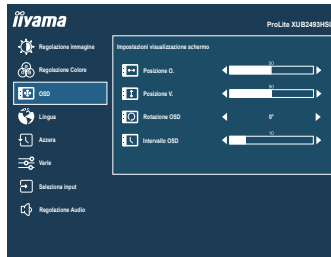 iiyama
ProLite XUB2493HSU
Regolazione immagine
Regolazione Colore
OSD
Lingua
Azzera
Varie
Seleziona input
Regolazione Audio
Impostazioni visualizzazione schermo
Posizione O.
50
Posizione V.
50
Rotazione OSD
0°
Intervallo OSD
10